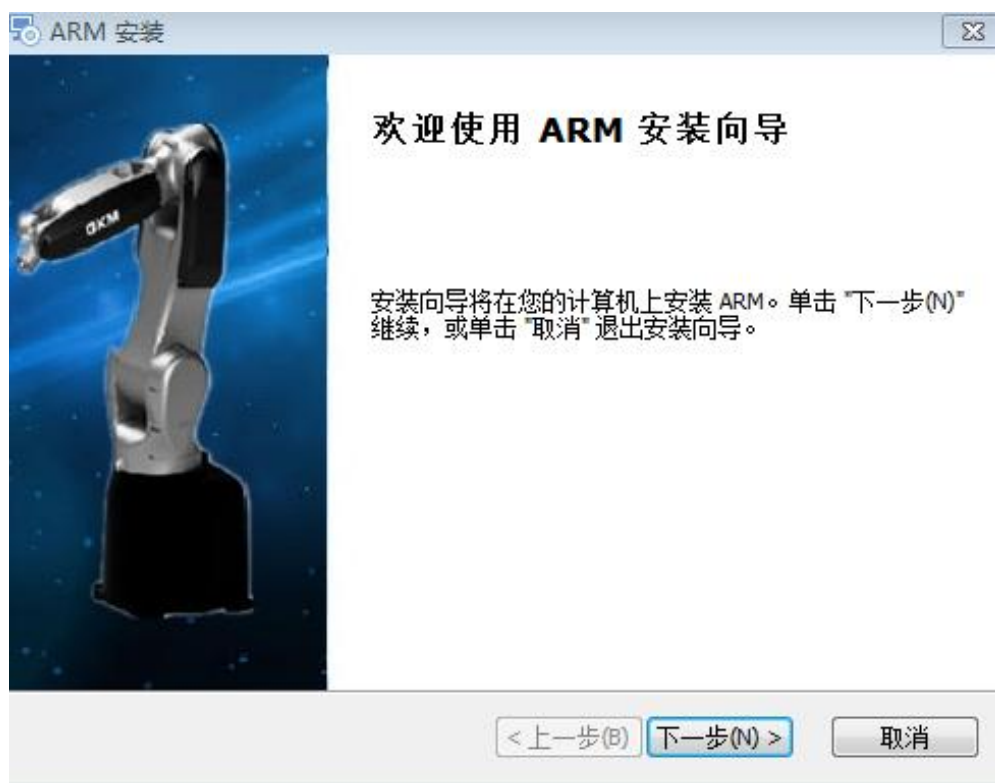 ARM 安装
欢迎使用 ARM 安装向导
QKM
安装向导将在您的计算机上安装 ARM。单击 "下一步(N)"
继续，或单击 "取消" 退出安装向导。
< 上一步(B) 下一步(N) > 取消